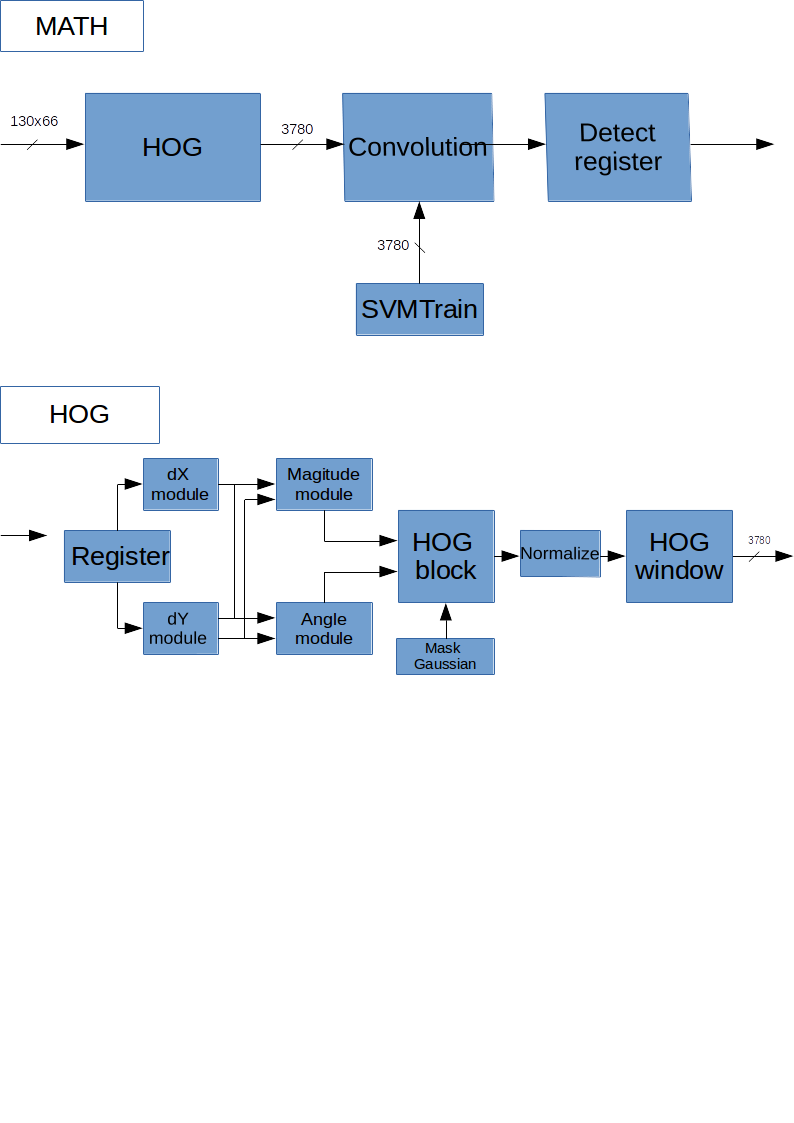 MATH
130x66
HOG
3780
Convolution
Detect
register
3780
SVMTrain
HOG
dX
module
Magitude
module
Register
HOG
block
Normalize
HOG
window
3780
dY
module
Angle
module
Mask
Gaussian